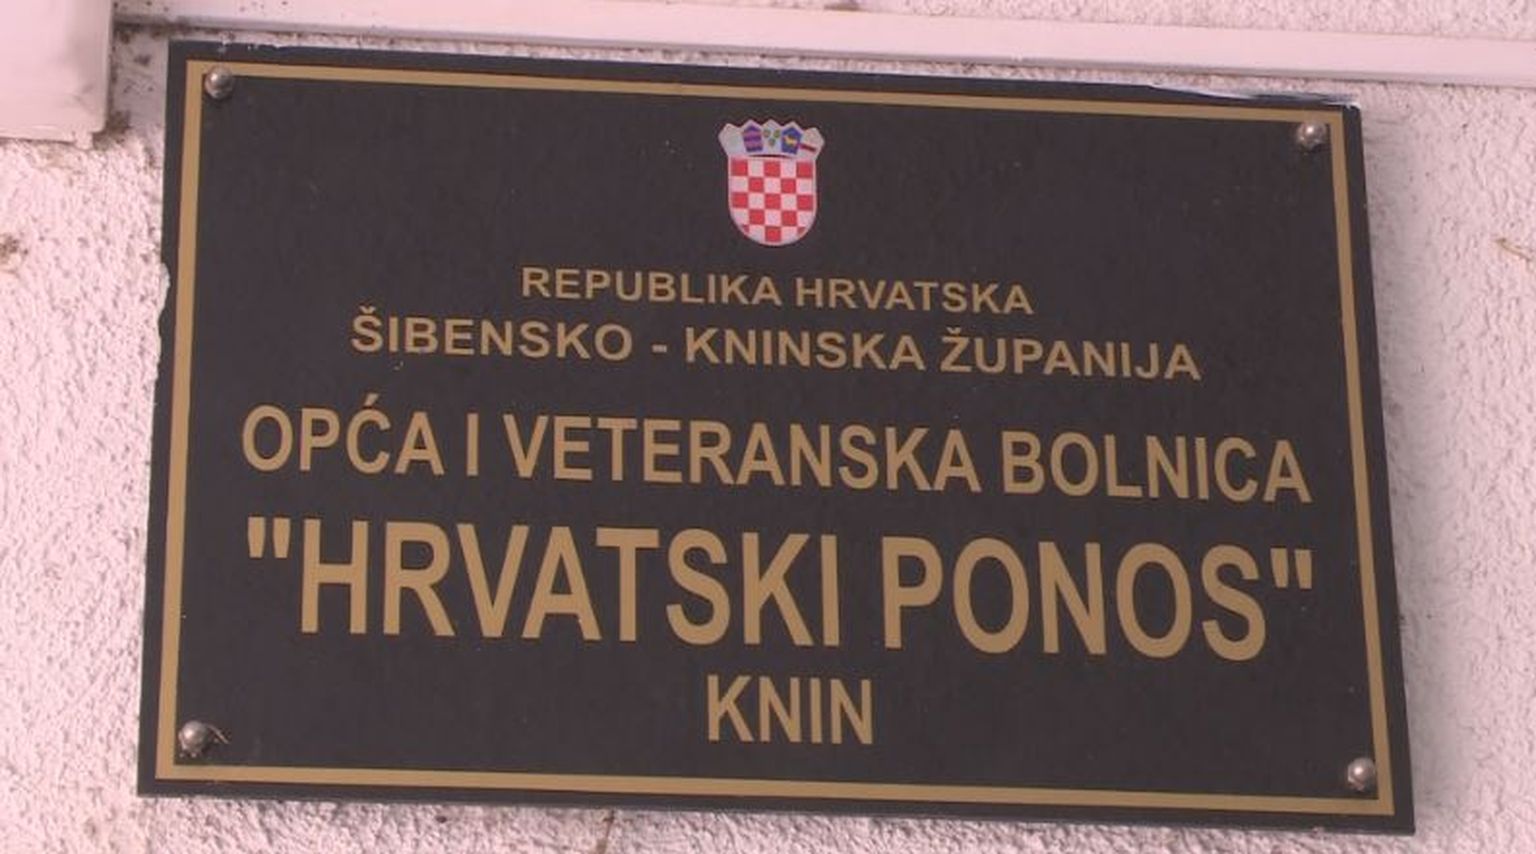 REPUBLIKA HRVATSKA
ŠIBENSKO - KNINSKA ŽUPANIJA
OPĆA I VETERANSKA BOLNICA
"HRVATSKI PONOS"
KNIN